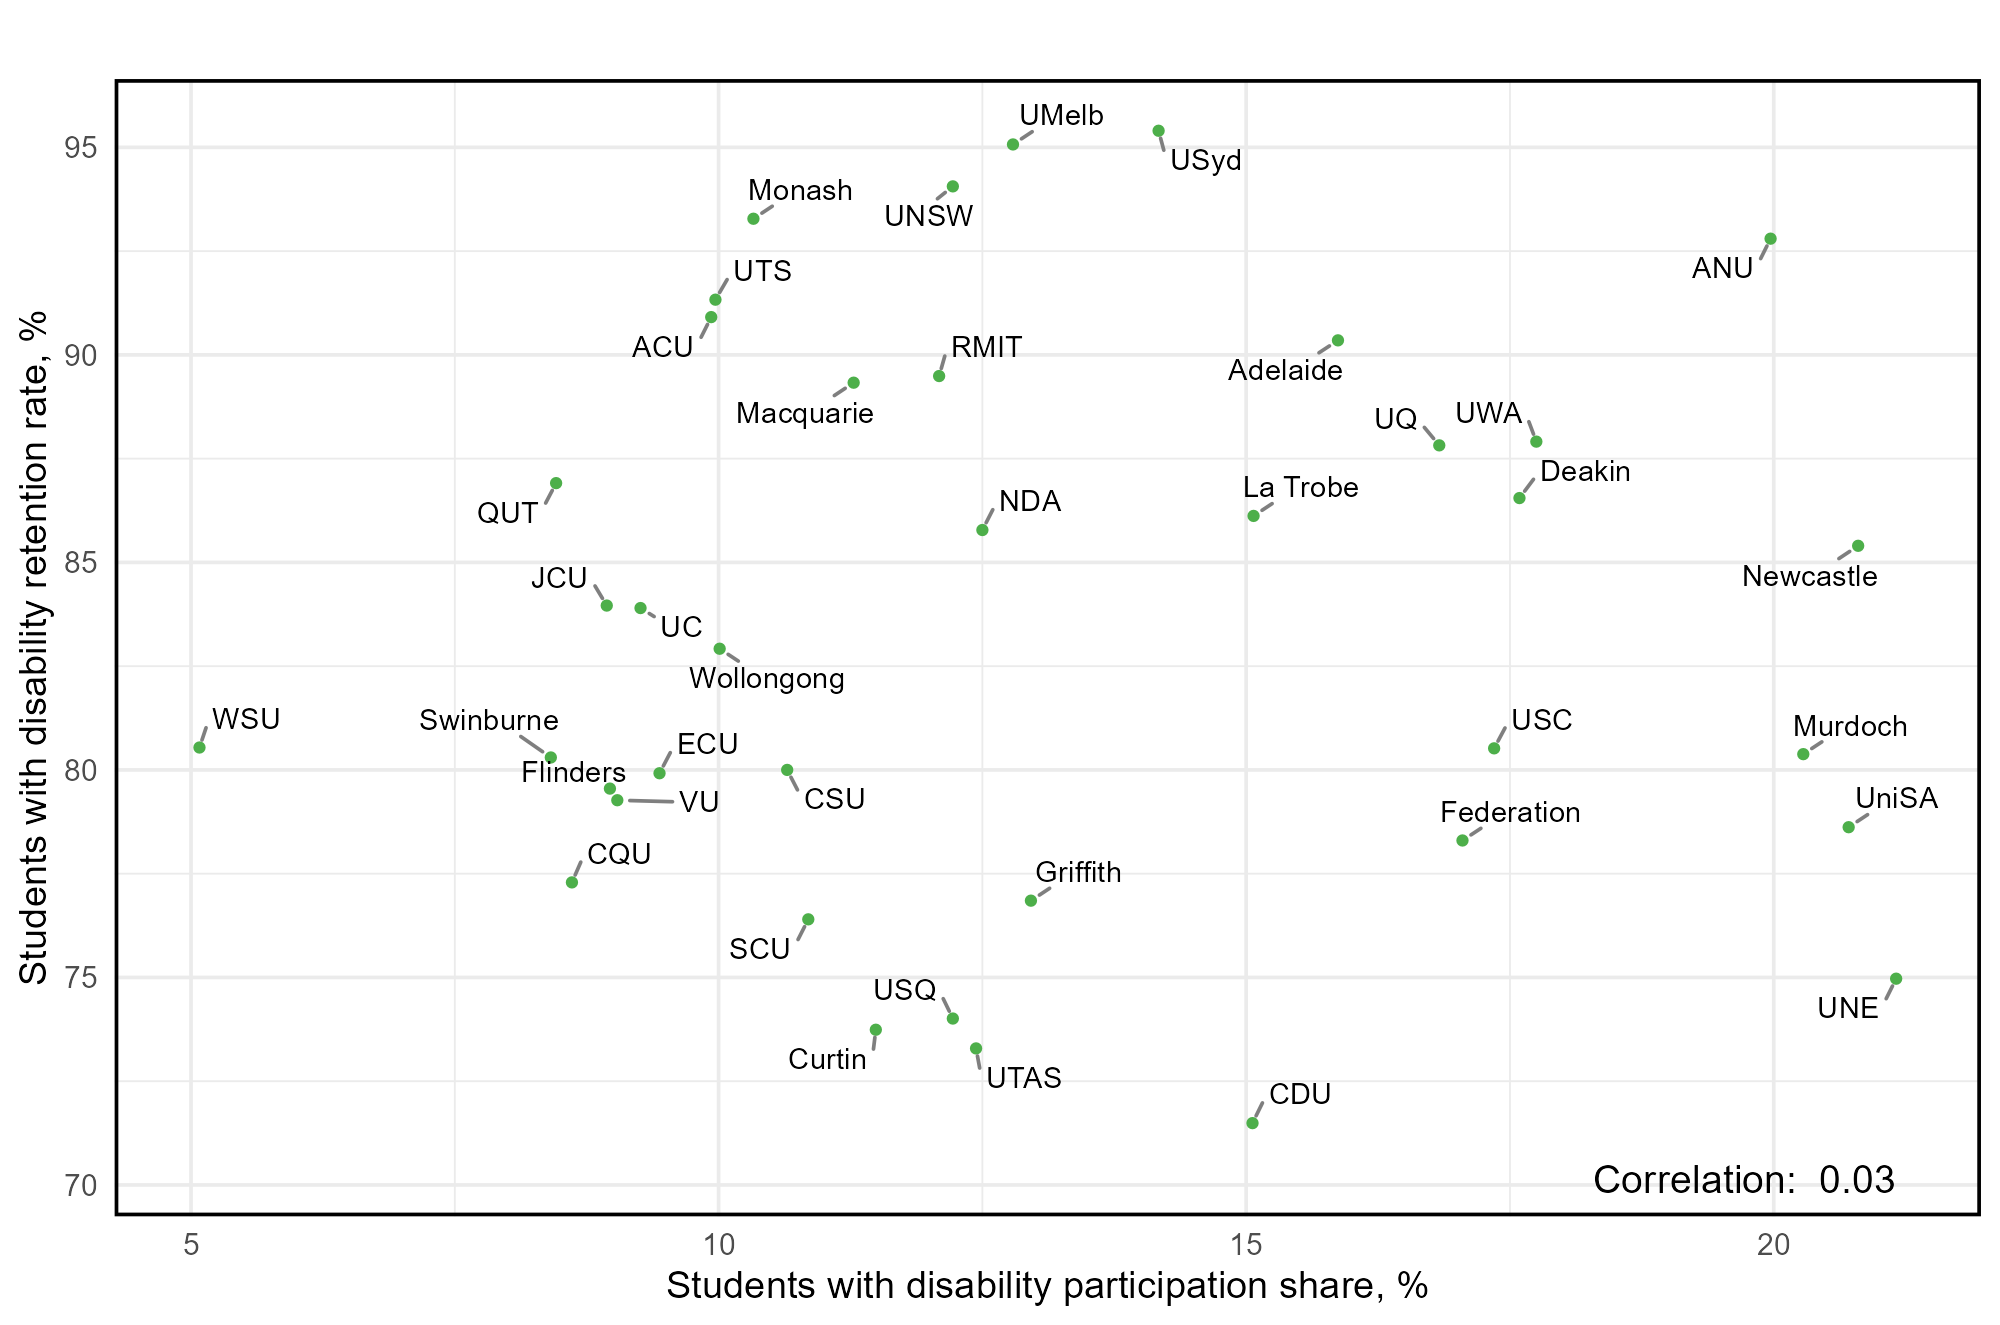 UMelb
USyd
Monash
UNSW
ANU
UTS
ACU
RMIT
Adelaide
Macquarie
UQ
UWA
Deakin
La Trobe
QUT
NDA
Newcastle
JCU
UC
Wollongong
WSU
Swinburne
USC
Murdoch
ECU
Flinders
VU
CSU
UniSA
Federation
CQU
Griffith
SCU
USQ
UNE
Curtin
UTAS
CDU
Correlation: 0.03
95
90
85
80
75
70
Students with disability retention rate, %
5
10
15
20
Students with disability participation share, %